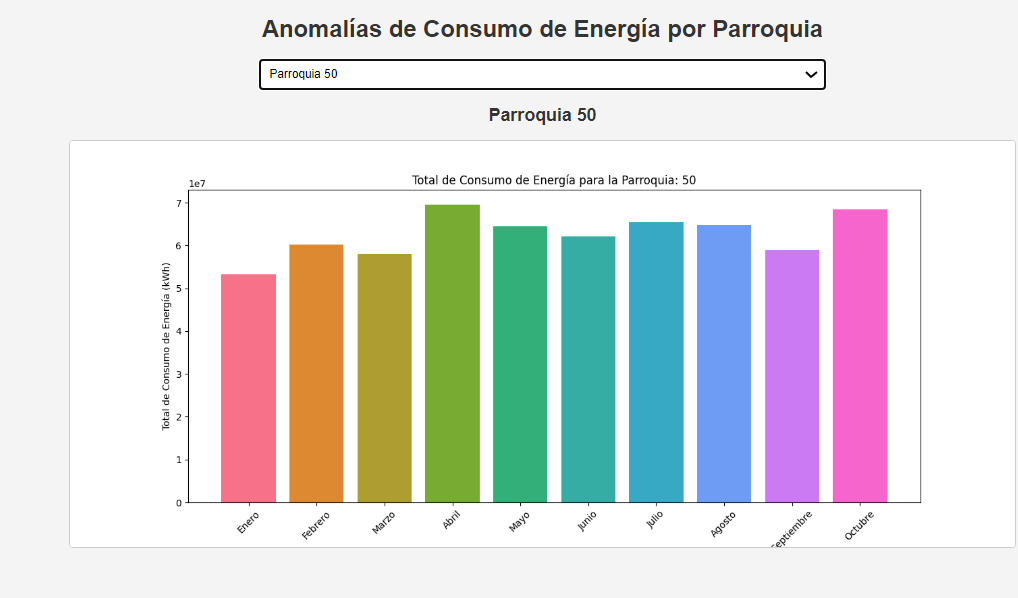 Anomalías de Consumo de Energía por Parroquia
Parroquia 50
Parroquia 50
Total de Consumo de Energía para la Parroquia: 50
1e7
7
6
5
4
3
2
1
0
Total de Consumo de Energía (kWh)
Enero
Febrero
Marzo
Abril
Mayo
Junio
Julio
Agosto
eptiembre
Octubre